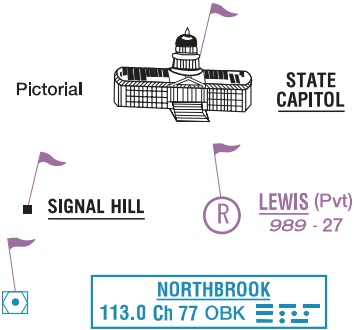 Pictorial
STATE
CAPITOL
SIGNAL HILL
R
LEWIS (Pvt)
989 - 27
NORTHBROOK
113.0 Ch 77 OBK